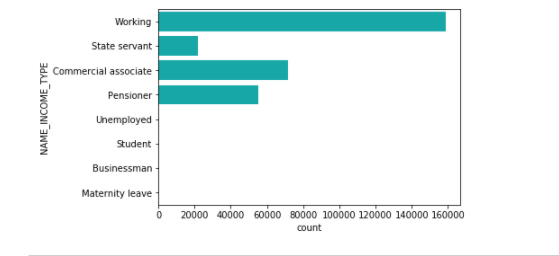 NAME_INCOME_TYPE
Working
State servant
Commercial associate
Pensioner
Unemployed
Student
Businessman
Maternity leave
0 20000 40000 60000 80000 100000 120000 140000 160000
count